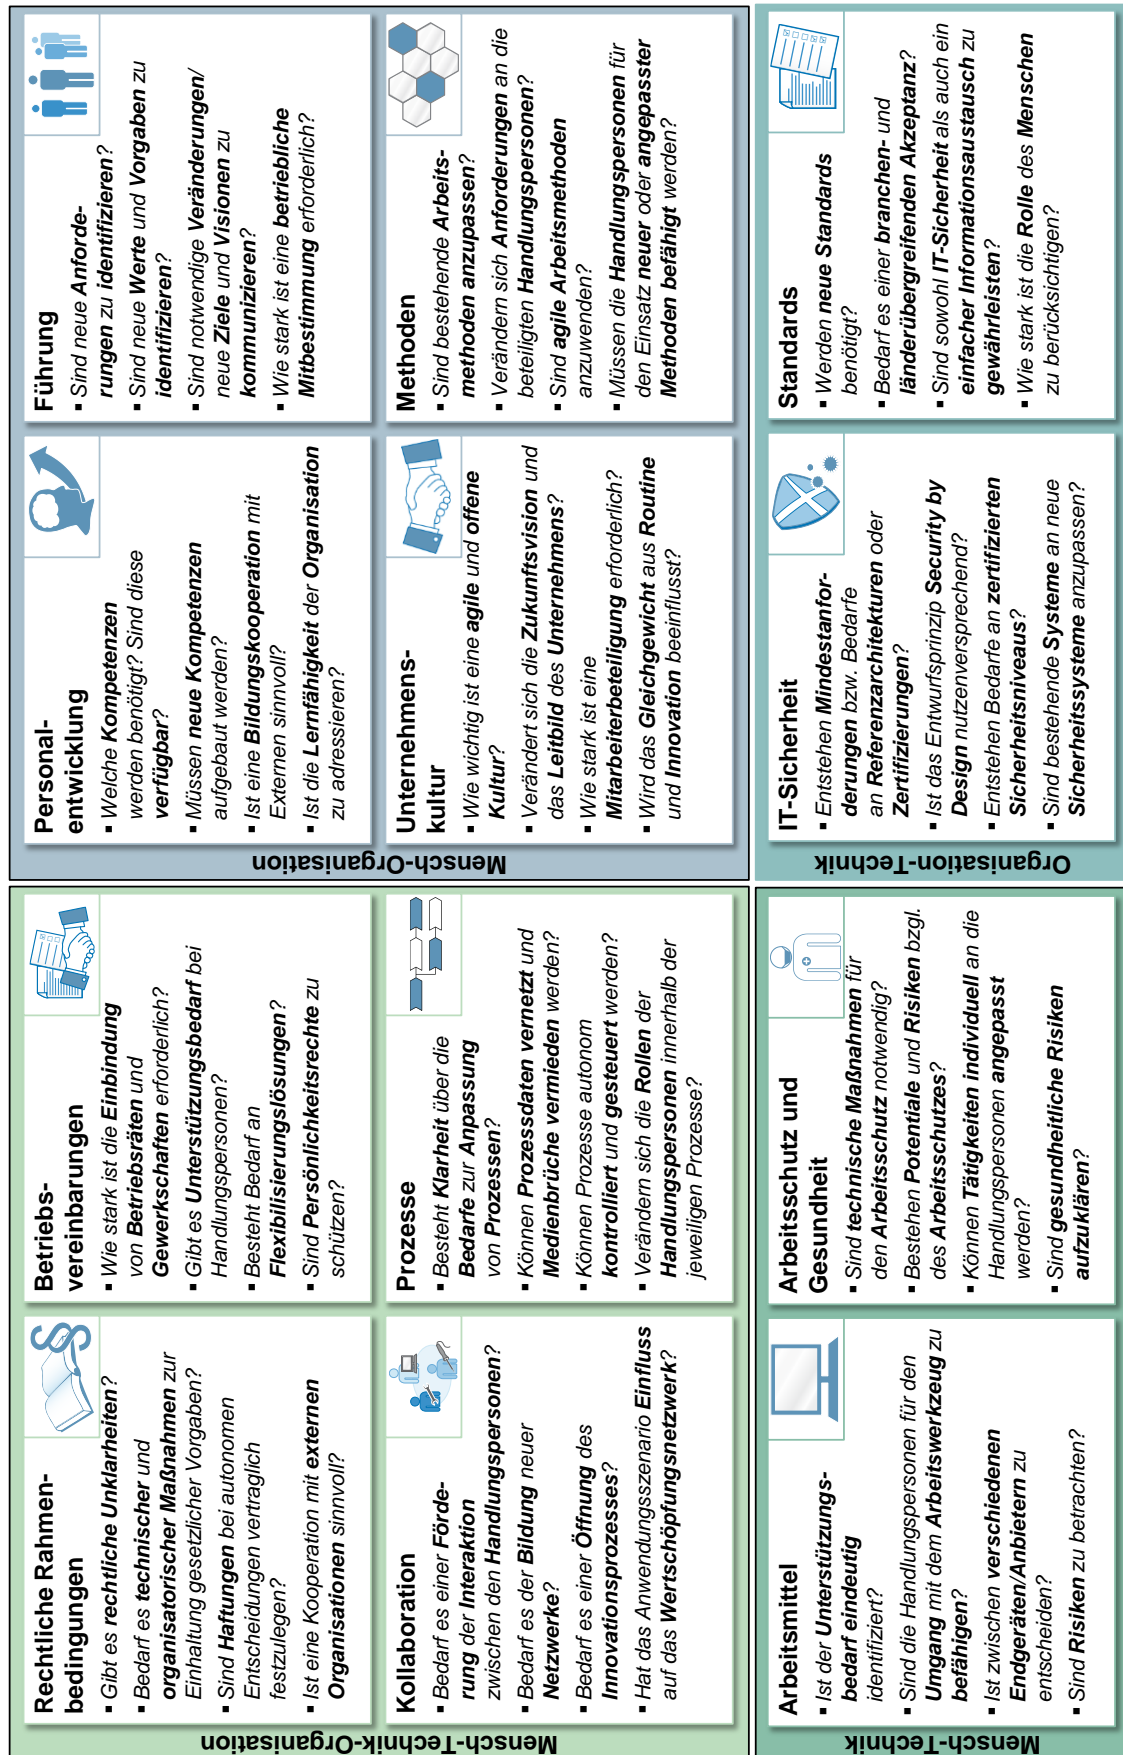 Mensch-Technik-Organisation
Rechtliche Rahmen-
bedingungen
▪ Gibt es rechtliche Unklarheiten?
▪ Bedarf es technischer und
organisatorischer Maßnahmen zur
Einhaltung gesetzlicher Vorgaben?
▪ Sind Haftungen bei autonomen
Entscheidungen vertraglich
festzulegen?
▪ Ist eine Kooperation mit externen
Organisationen sinnvoll?
Betriebs-
vereinbarungen
▪ Wie stark ist die Einbindung
von Betriebsräten und
Gewerkschaften erforderlich?
▪ Gibt es Unterstützungsbedarf bei
Handlungspersonen?
▪ Besteht Bedarf an
Flexibilisierungslösungen?
▪ Sind Persönlichkeitsrechte zu
schützen?
Kollaboration
▪ Bedarf es einer Förde-
rung der Interaktion
zwischen den Handlungspersonen?
▪ Bedarf es der Bildung neuer
Netzwerke?
▪ Bedarf es einer Öffnung des
Innovationsprozesses?
▪ Hat das Anwendungsszenario Einfluss
auf das Wertschöpfungsnetzwerk?
Prozesse
▪ Besteht Klarheit über die
Bedarfe zur Anpassung
von Prozessen?
▪ Können Prozessdaten vernetzt und
Medienbrüche vermieden werden?
▪ Können Prozesse autonom
kontrolliert und gesteuert werden?
▪ Verändern sich die Rollen der
Handlungspersonen innerhalb der
jeweiligen Prozesse?
Mensch-Organisation
Personal-
entwicklung
▪ Welche Kompetenzen
werden benötigt? Sind diese
verfügbar?
▪ Müssen neue Kompetenzen
aufgebaut werden?
▪ Ist eine Bildungskooperation mit
Externen sinnvoll?
▪ Ist die Lernfähigkeit der Organisation
zu adressieren?
Führung
▪ Sind neue Anforde-
rungen zu identifizieren?
▪ Sind neue Werte und Vorgaben zu
identifizieren?
▪ Sind notwendige Veränderungen/
neue Ziele und Visionen zu
kommunizieren?
▪ Wie stark ist eine betriebliche
Mitbestimmung erforderlich?
Unternehmens-
kultur
▪ Wie wichtig ist eine agile und offene
Kultur?
▪ Verändert sich die Zukunftsvision und
das Leitbild des Unternehmens?
▪ Wie stark ist eine
Mitarbeiterbeteiligung erforderlich?
▪ Wird das Gleichgewicht aus Routine
und Innovation beeinflusst?
Methoden
▪ Sind bestehende Arbeits-
methoden anzupassen?
▪ Verändern sich Anforderungen an die
beteiligten Handlungspersonen?
▪ Sind agile Arbeitsmethoden
anzuwenden?
▪ Müssen die Handlungspersonen für
den Einsatz neuer oder angepasster
Methoden befähigt werden?
Mensch-Technik
Arbeitsmittel
▪ Ist der Unterstützungs-
bedarf eindeutig
identifiziert?
▪ Sind die Handlungspersonen für den
Umgang mit dem Arbeitswerkzeug zu
befähigen?
▪ Ist zwischen verschiedenen
Endgeräten/Anbietern zu
entscheiden?
▪ Sind Risiken zu betrachten?
Arbeitsschutz und
Gesundheit
▪ Sind technische Maßnahmen für
den Arbeitsschutz notwendig?
▪ Bestehen Potentiale und Risiken bzgl.
des Arbeitsschutzes?
▪ Können Tätigkeiten individuell an die
Handlungspersonen angepasst
werden?
▪ Sind gesundheitliche Risiken
aufzuklären?
Organisation-Technik
IT-Sicherheit
▪ Entstehen Mindestanfor-
derungen bzw. Bedarfe
an Referenzarchitekturen oder
Zertifizierungen?
▪ Ist das Entwurfsprinzip Security by
Design nutzenversprechend?
▪ Entstehen Bedarfe an zertifizierten
Sicherheitsniveaus?
▪ Sind bestehende Systeme an neue
Sicherheitssysteme anzupassen?
Standards
▪ Werden neue Standards
benötigt?
▪ Bedarf es einer branchen- und
länderübergreifenden Akzeptanz?
▪ Sind sowohl IT-Sicherheit als auch ein
einfacher Informationsaustausch zu
gewährleisten?
▪ Wie stark ist die Rolle des Menschen
zu berücksichtigen?